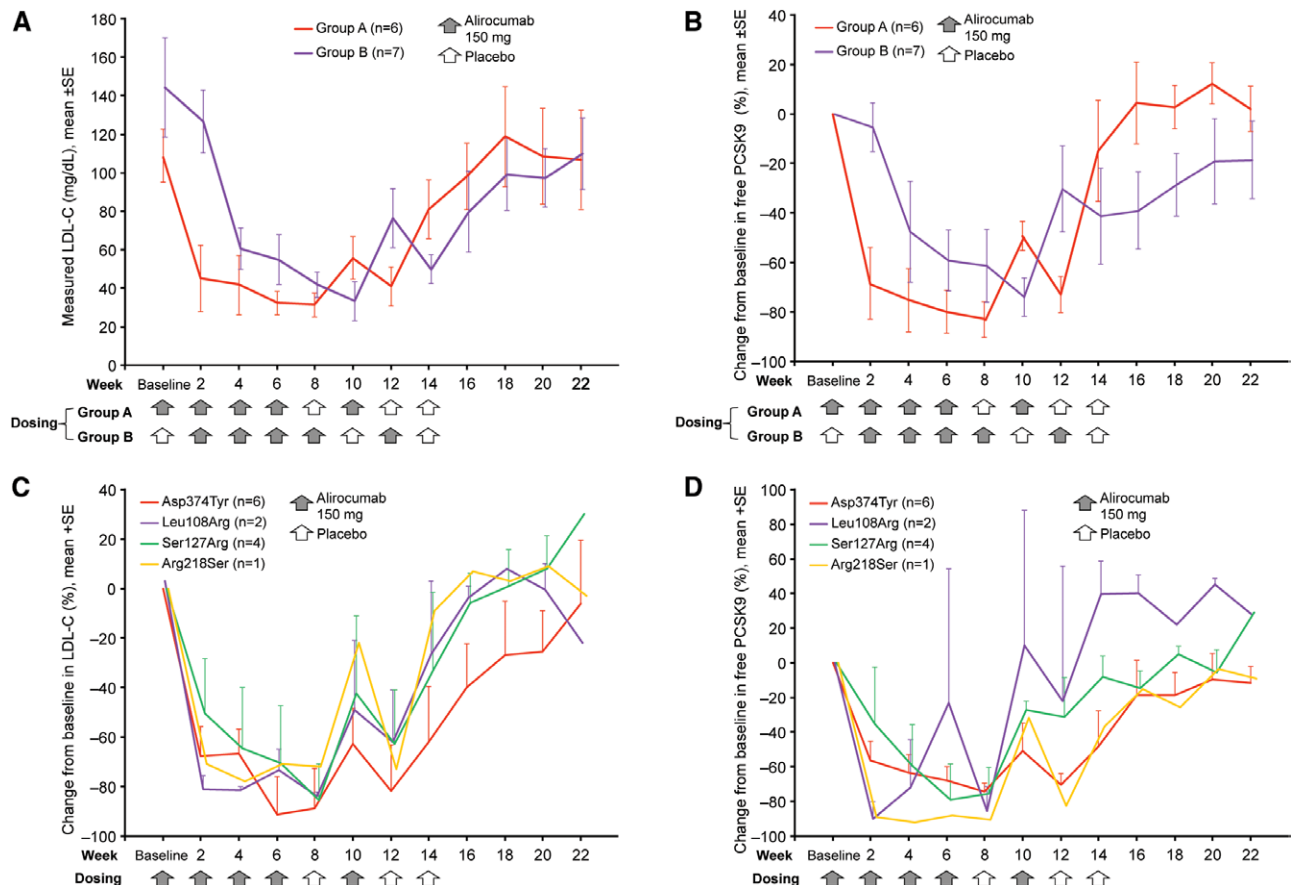 A
Group A (n=6)
Group B (n=7)
Alirocumab
150 mg
Placebo
Measured LDL-C (mg/dL), mean ±SE
180
160
140
120
100
80
60
40
20
0
Week Baseline 2 4 6 8 10 12 14 16 18 20 22
Dosing
Group A
Group B
B
Group A (n=6)
Group B (n=7)
Alirocumab
150 mg
Placebo
Change from baseline in free PCSK9 (%), mean ±SE
40
20
0
–20
–40
–60
–80
–100
Week Baseline 2 4 6 8 10 12 14 16 18 20 22
Dosing
Group A
Group B
C
Asp374Tyr (n=6)
Leu108Arg (n=2)
Ser127Arg (n=4)
Arg218Ser (n=1)
Alirocumab
150 mg
Placebo
Change from baseline in LDL-C (%), mean +SE
40
20
0
–20
–40
–60
–80
–100
Week Baseline 2 4 6 8 10 12 14 16 18 20 22
Dosing
D
Asp374Tyr (n=6)
Leu108Arg (n=2)
Ser127Arg (n=4)
Arg218Ser (n=1)
Alirocumab
150 mg
Placebo
Change from baseline in free PCSK9 (%), mean +SE
100
80
60
40
20
0
–20
–40
–60
–80
–100
Week Baseline 2 4 6 8 10 12 14 16 18 20 22
Dosing